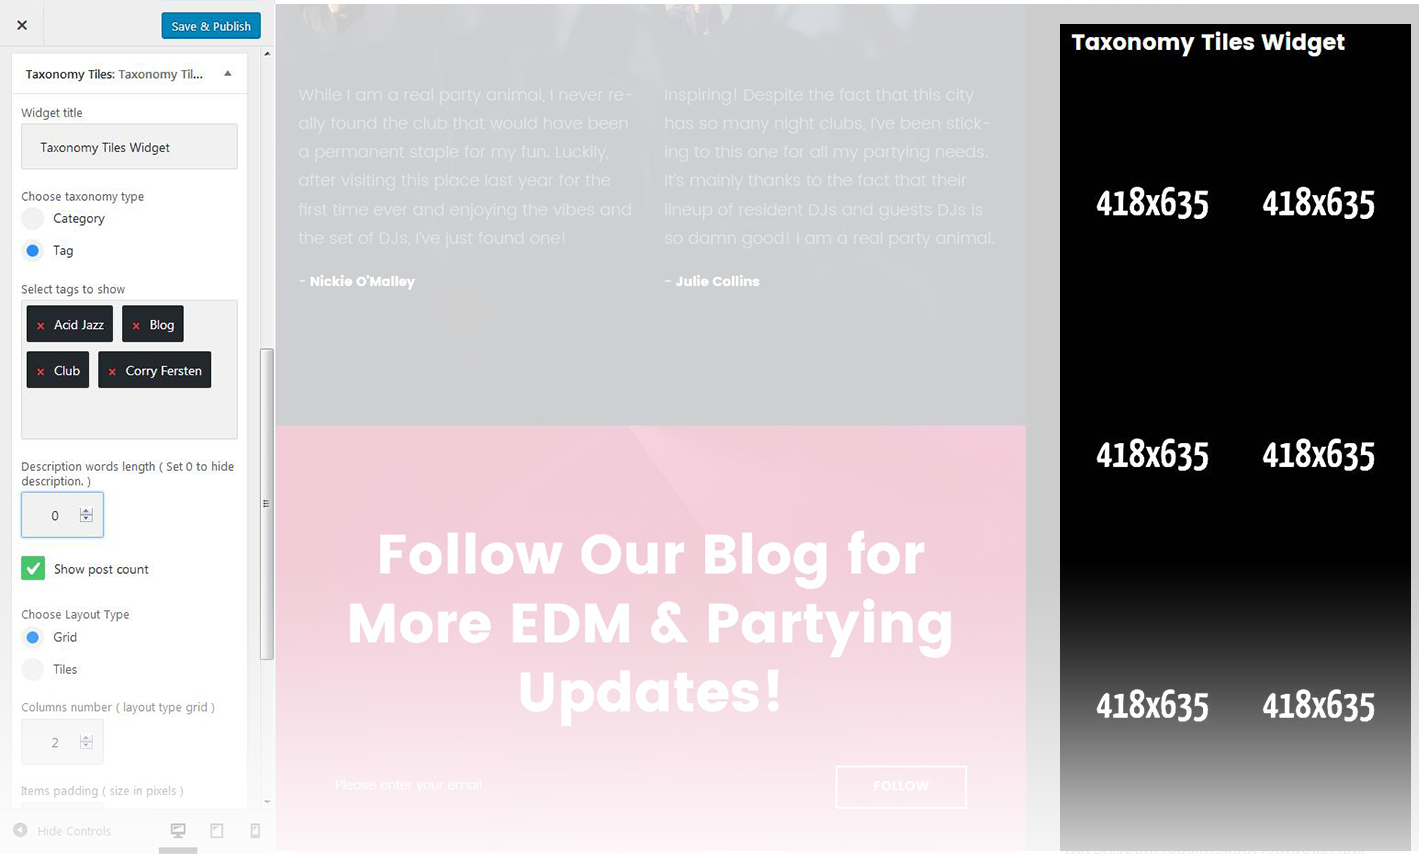 Save & Publish
Taxonomy Tiles: Taxonomy Til...
Widget title
Taxonomy Tiles Widget
Choose taxonomy type
Category
Tag
Select tags to show
× Acid Jazz × Blog
× Club × Corry Fersten
Description words length ( Set 0 to hide
description. )
0
Show post count
Choose Layout Type
Grid
Tiles
Columns number ( layout type grid )
2
Items padding ( size in pixels )
Hide Controls
While I am a real party animal, I never re-
ally found the club that would have been
a permanent staple for my fun. Luckily,
after visiting this place last year for the
first time ever and enjoying the vibes and
the set of DJs, I've just found one!
- Nickie O'Malley
Inspiring! Despite the fact that this city
has so many night clubs, I've been stick-
ing to this one for all my partying needs.
It's mainly thanks to the fact that their
lineup of resident DJs and guests DJs is
so damn good! I am a real party animal.
- Julie Collins
Follow Our Blog for
More EDM & Partying
Updates!
Please enter your email
FOLLOW
Taxonomy Tiles Widget
418x635 418x635
418x635 418x635
418x635 418x635